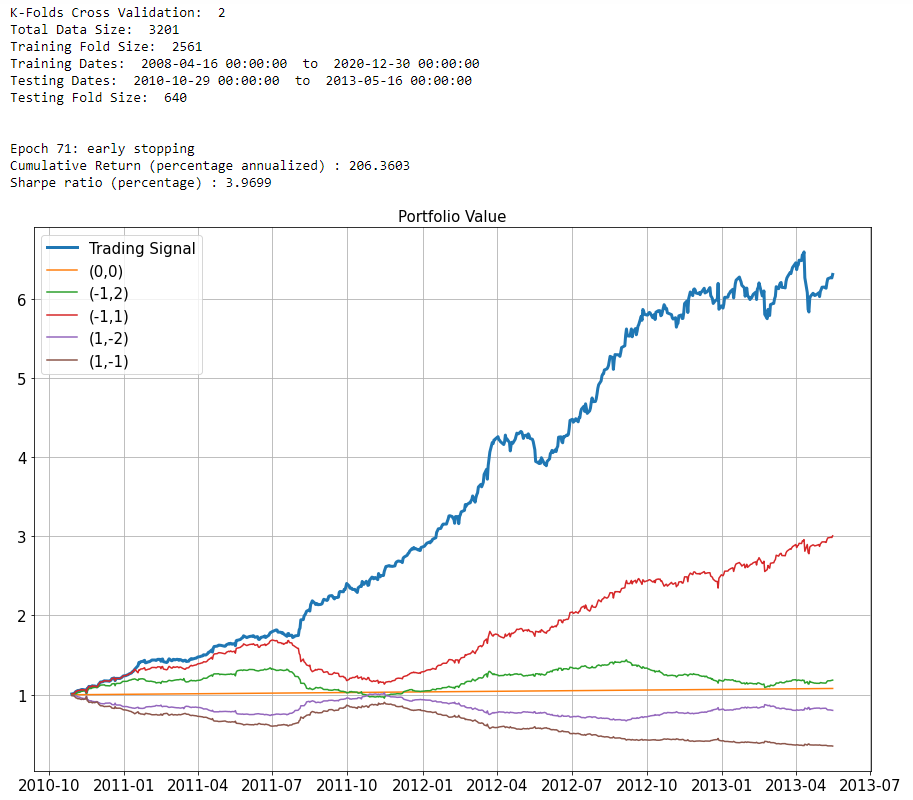 K-Folds Cross Validation:  2
Total Data Size:  3201
Training Fold Size:  2561
Training Dates:  2008-04-16 00:00:00  to  2020-12-30 00:00:00
Testing Dates:  2010-10-29 00:00:00  to  2013-05-16 00:00:00
Testing Fold Size:  640
Epoch 71: early stopping
Cumulative Return (percentage annualized) : 206.3603
Sharpe ratio (percentage) : 3.9699
Portfolio Value
Trading Signal
(0,0)
(-1,2)
(-1,1)
(1,-2)
(1,-1)
6
5
4
3
2
1
2010-10 2011-01 2011-04 2011-07 2011-10 2012-01 2012-04 2012-07 2012-10 2013-01 2013-04 2013-07